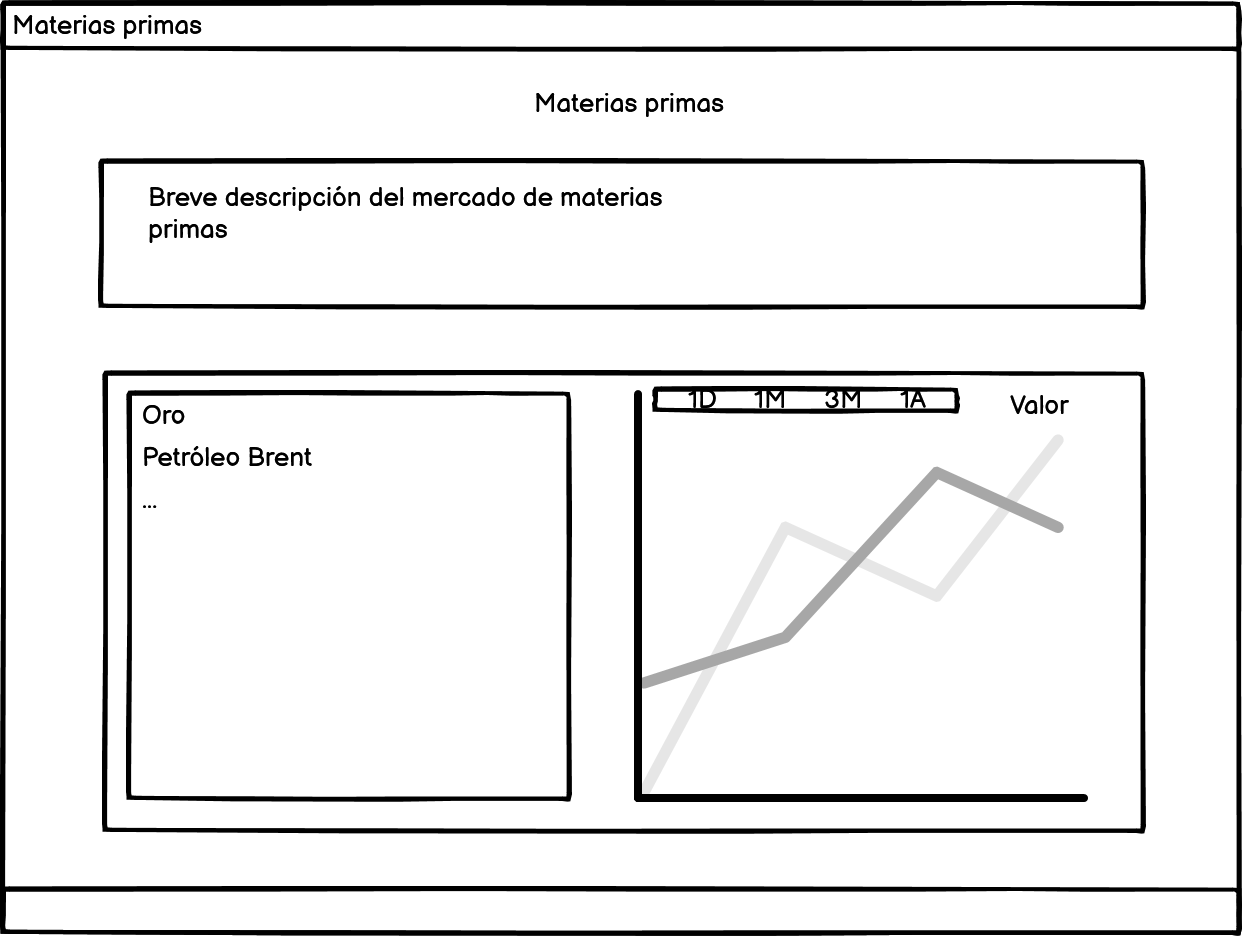 Materias primas
Materias primas
Breve descripción del mercado de materias
primas
Oro
Petróleo Brent
...
1D 1M 3M 1A
Valor